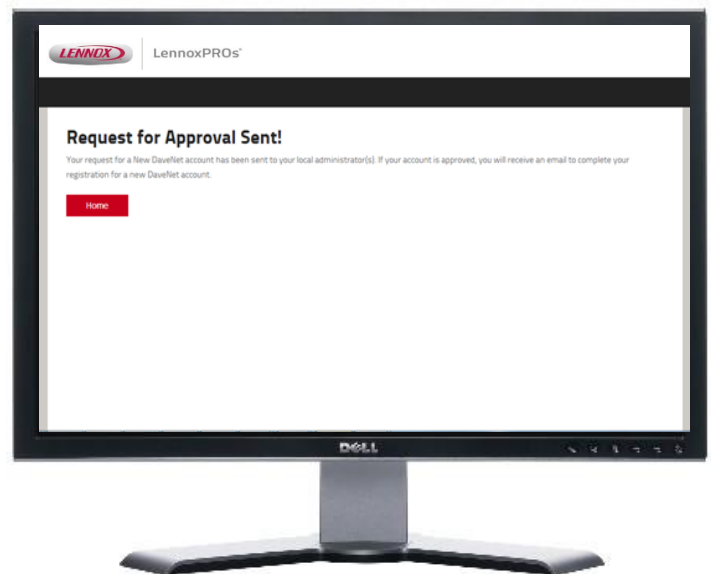 LENNOX
LennoxPROs'
Request for Approval Sent!
Your request for a New DaveNet account has been sent to your local administrator(s). If your account is approved, you will receive an email to complete your
registration for a new DaveNet account.
Home
DELL